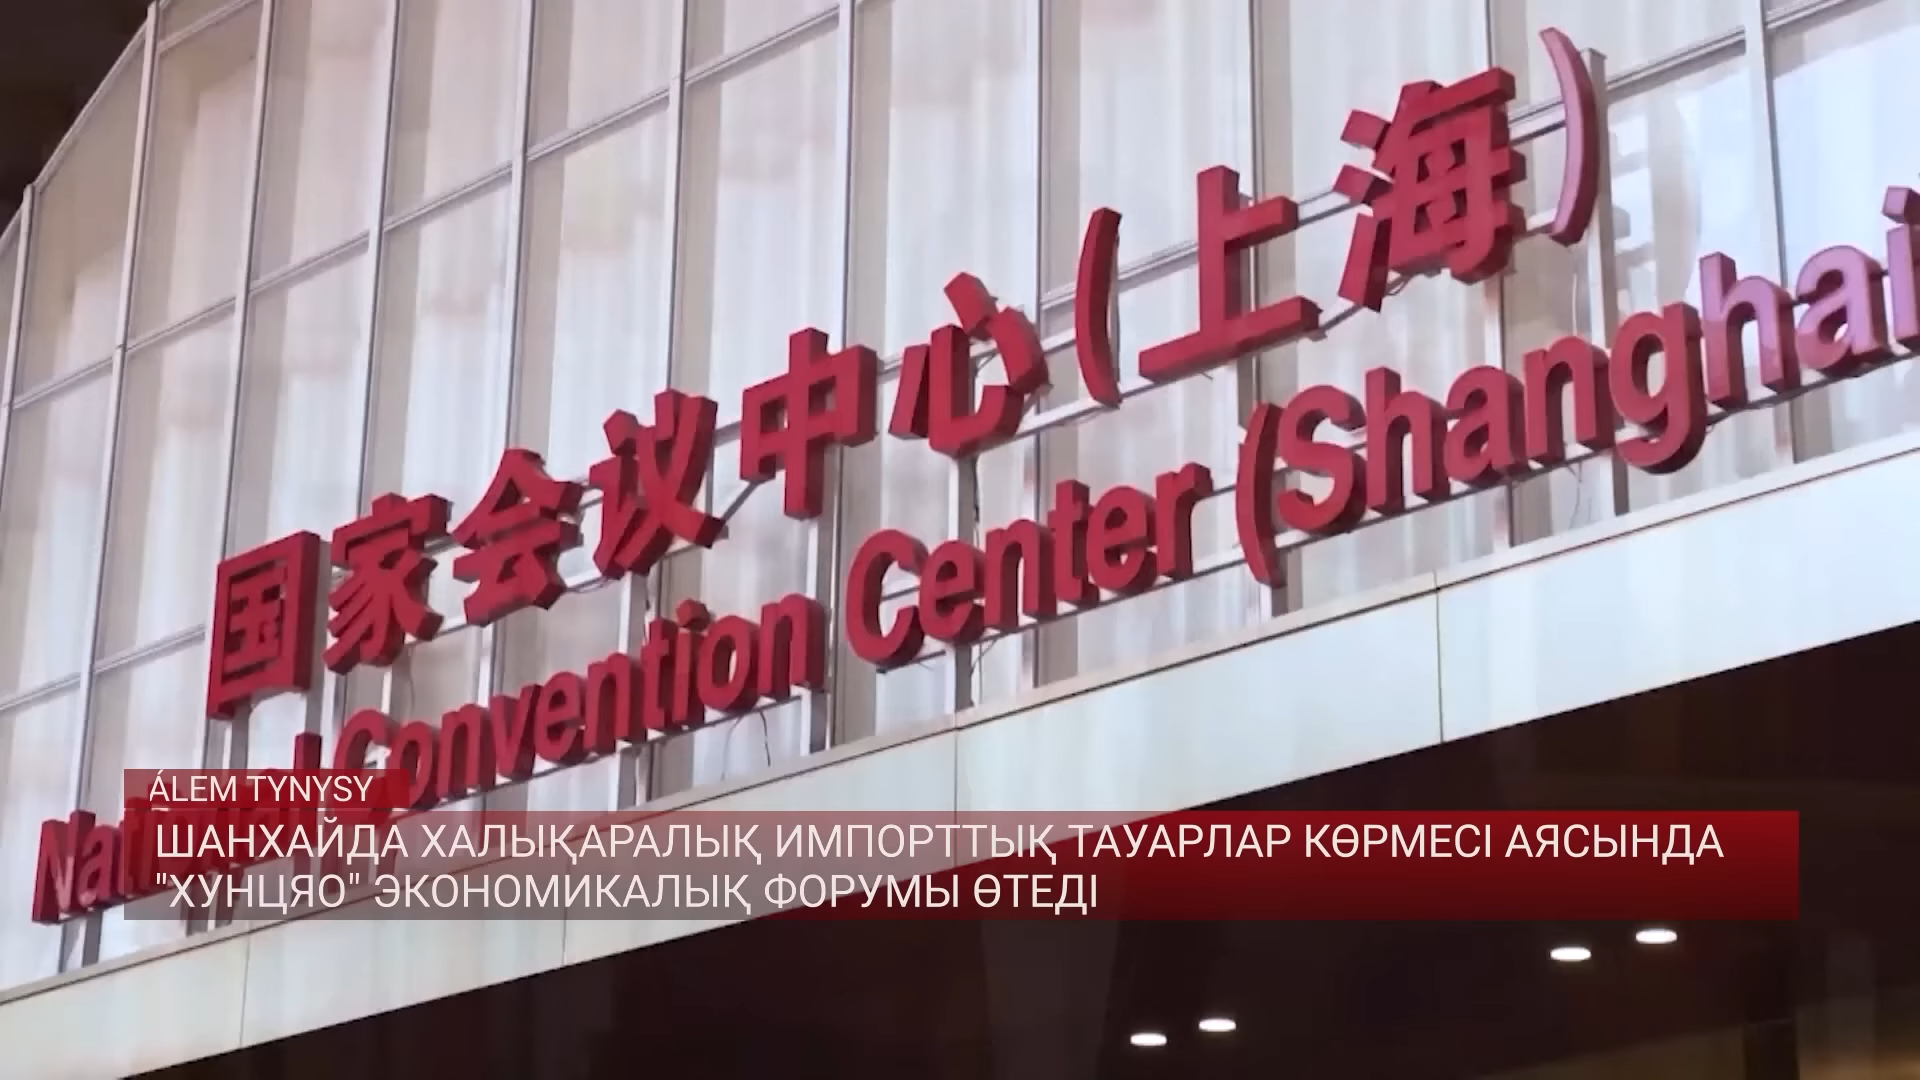 国家会议中心(上海)
National Convention Center (Shanghai
ÁLEM TYNYSY
ШАНХАЙДА ХАЛЫҚАРАЛЫҚ ИМПОРТТЫҚ ТАУАРЛАР КӨРМЕСІ АЯСЫНДА
"ХУНЦЯО" ЭКОНОМИКАЛЫҚ ФОРУМЫ ӨТЕДІ